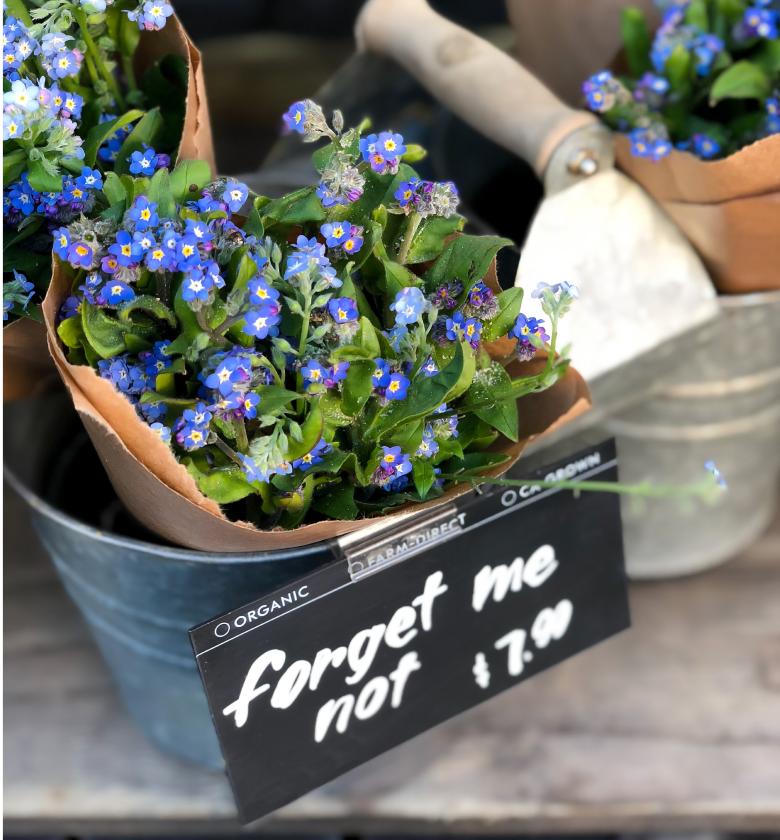 ○ ORGANIC ○ FARM-DIRECT ○ CA GROWN
forget me
not $7.90